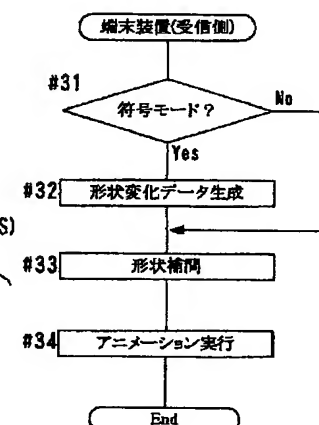 端末装置(受信側)
#31
符号モード?
No
Yes
#32 形状変化データ生成
S)
#33 形状補間
#34 アニメーション実行
End